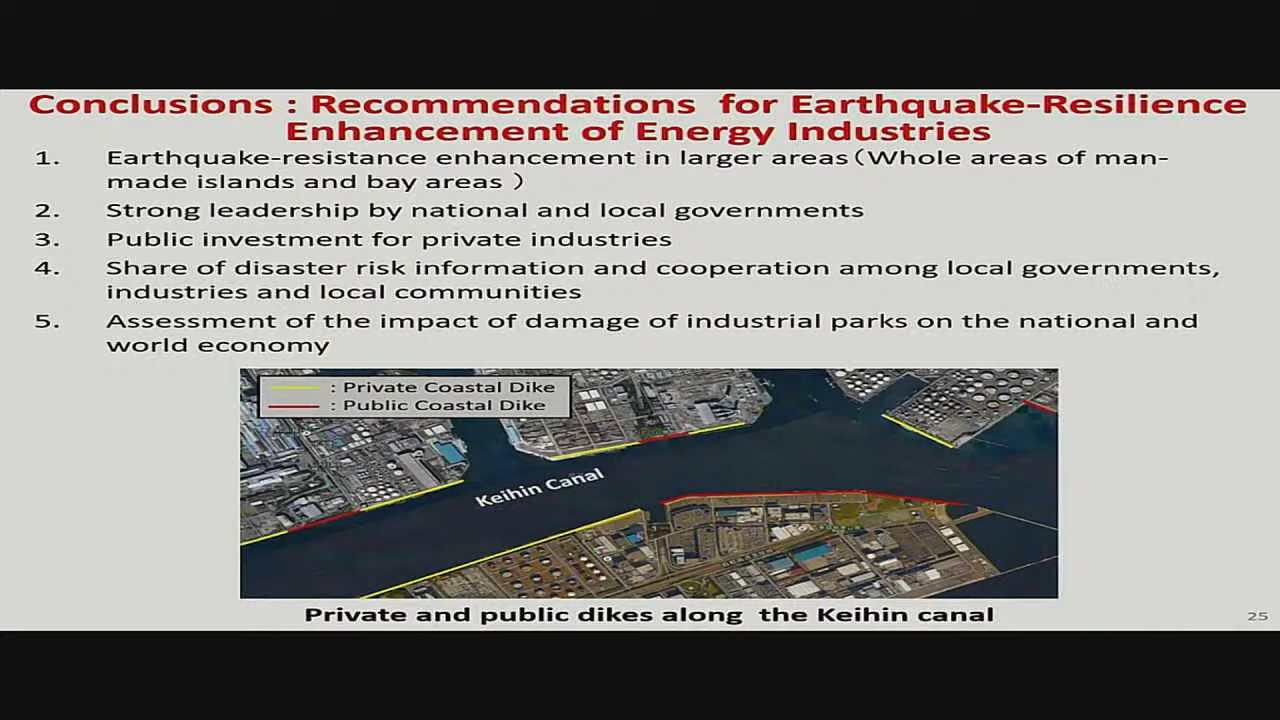 Conclusions : Recommendations for Earthquake-Resilience
Enhancement of Energy Industries
1. Earthquake-resistance enhancement in larger areas（Whole areas of man-
made islands and bay areas ）
2. Strong leadership by national and local governments
3. Public investment for private industries
4. Share of disaster risk information and cooperation among local governments,
industries and local communities
5. Assessment of the impact of damage of industrial parks on the national and
world economy
: Private Coastal Dike
: Public Coastal Dike
Keihin Canal
Private and public dikes along the Keihin canal
25